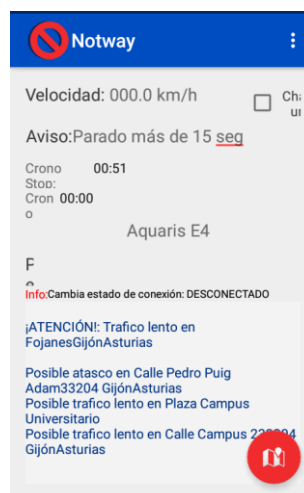 Notway
Velocidad: 000.0 km/h
Cha
ur
Aviso:Parado más de 15 seg
Crono
Stop:
00:51
Cron
o
00:00
Aquaris E4
Info:Cambia estado de conexión: DESCONECTADO
¡ATENCIÓN!: Trafico lento en
FojanesGijónAsturias
Posible atasco en Calle Pedro Puig
Adam33204 GijónAsturias
Posible trafico lento en Plaza Campus
Universitario
Posible trafico lento en Calle Campus
GijónAsturias